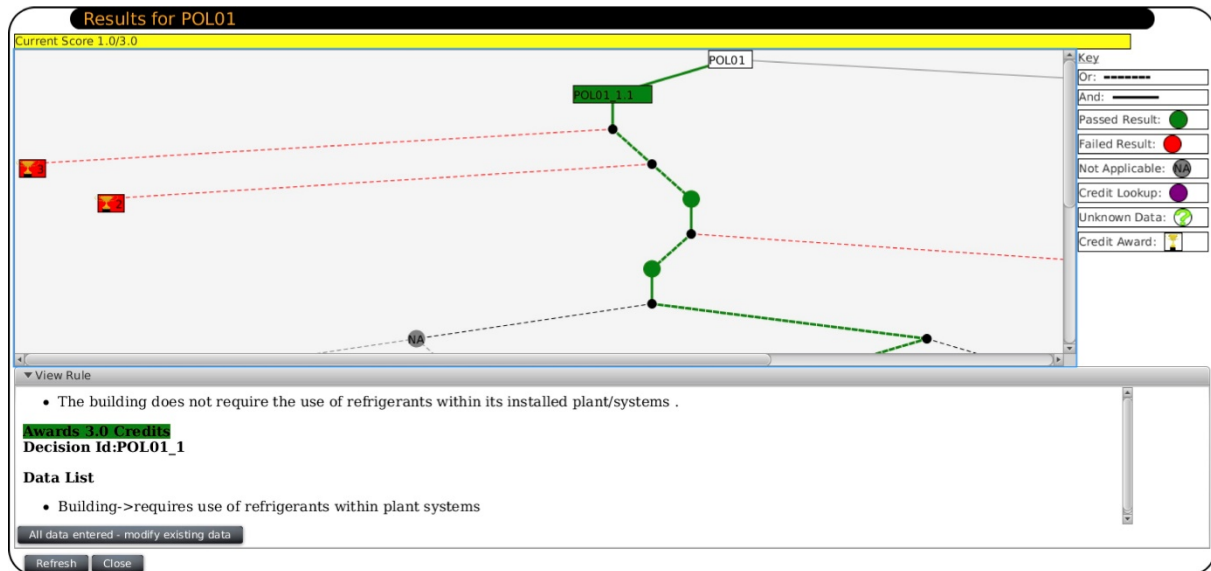 Results for POL01
Current Score 1.0/3.0
POL01
POL01_1.1
3
2
NA
Key
Or:
And:
Passed Result:
Failed Result:
Not Applicable: NA
Credit Lookup:
Unknown Data: ?
Credit Award:
View Rule
• The building does not require the use of refrigerants within its installed plant/systems .
Awards 3.0 Credits
Decision Id:POL01_1
Data List
• Building->requires use of refrigerants within plant systems
All data entered - modify existing data
Refresh Close